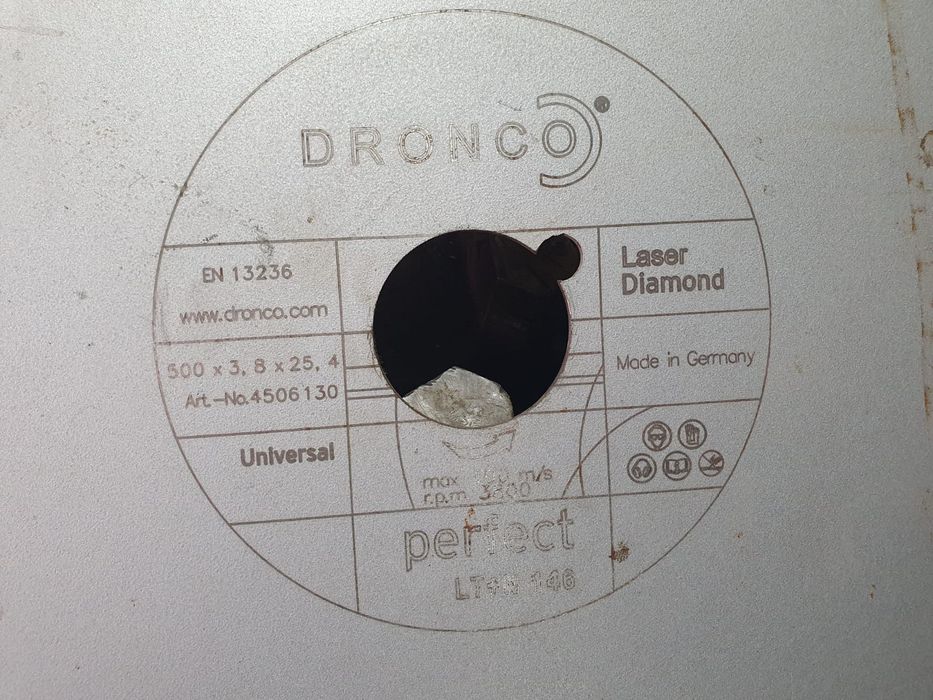 DRONCO
EN 13236
www.dronco.com
Laser
Diamond
500 x 3, 8 x 25, 4
Art.-No.4506130
Made in Germany
Universal
max m/s
r.p.m.
perfect
146